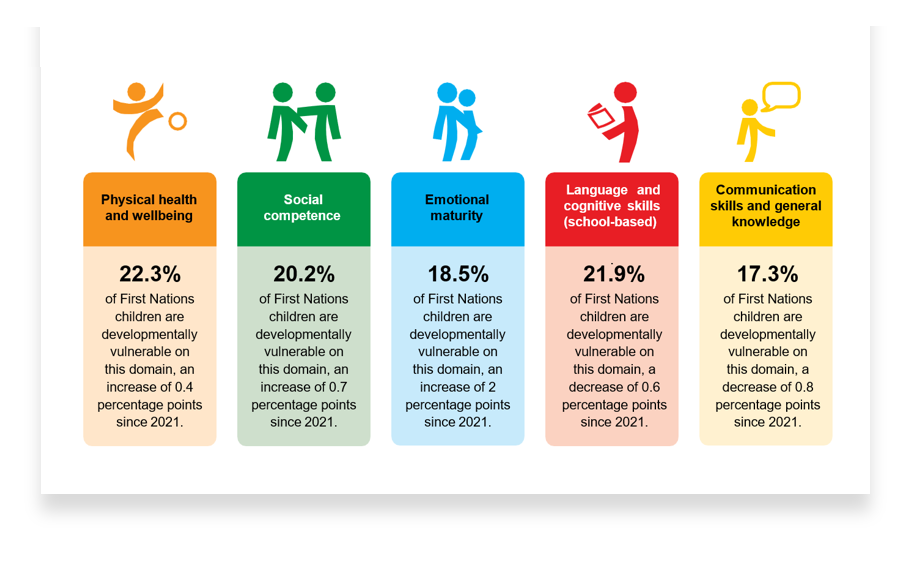 Physical health
and wellbeing
22.3%
of First Nations
children are
developmentally
vulnerable on
this domain, an
increase of 0.4
percentage points
since 2021.
Social
competence
20.2%
of First Nations
children are
developmentally
vulnerable on
this domain, an
increase of 0.7
percentage points
since 2021.
Emotional
maturity
18.5%
of First Nations
children are
developmentally
vulnerable on
this domain, an
increase of 2
percentage points
since 2021.
Language and
cognitive skills
(school-based)
21.9%
of First Nations
children are
developmentally
vulnerable on
this domain, a
decrease of 0.6
percentage points
since 2021.
Communication
skills and general
knowledge
17.3%
of First Nations
children are
developmentally
vulnerable on
this domain, a
decrease of 0.8
percentage points
since 2021.